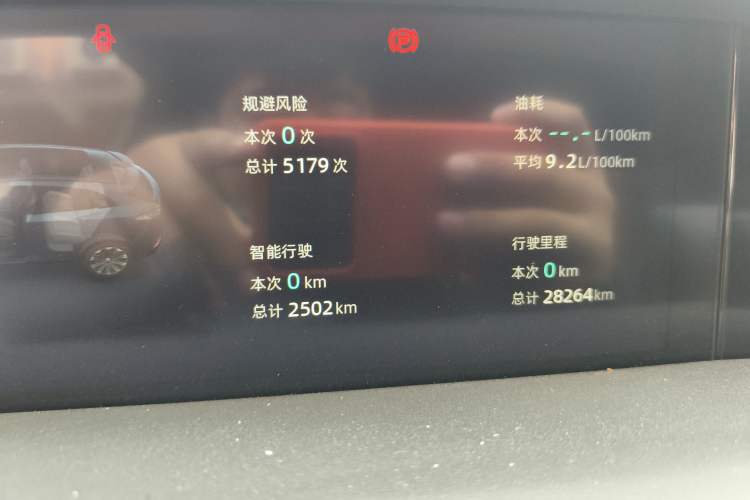 规避风险
本次 0 次
总计 5179 次
油耗
本次 --.- L/100km
平均 9.2 L/100km
智能行驶
本次 0 km
总计 2502 km
行驶里程
本次 0 km
总计 28264 km